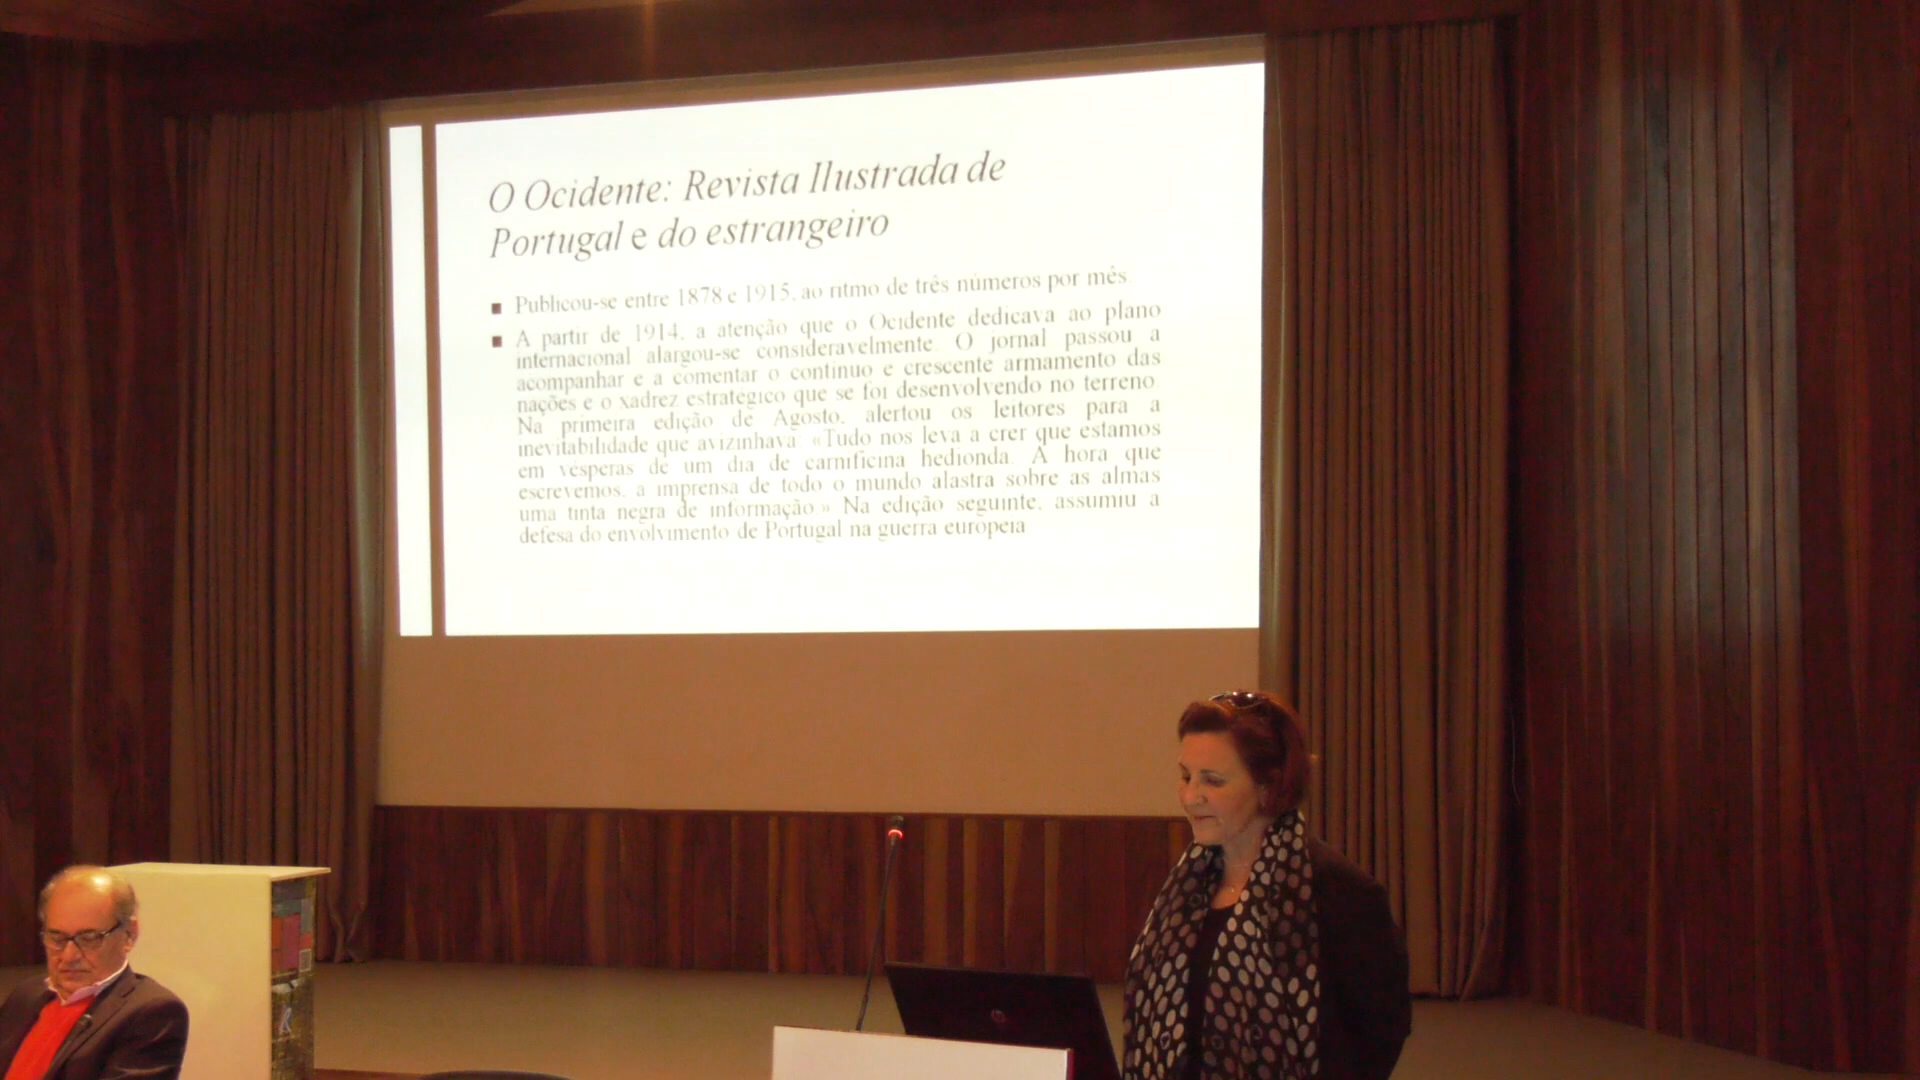 O Ocidente: Revista Ilustrada de
Portugal e do estrangeiro
Publicou-se entre 1878 e 1915, ao ritmo de três números por mês.
A partir de 1914, a atenção que o Ocidente dedicava ao plano
internacional alargou-se consideravelmente. O jornal passou a
acompanhar e a comentar o contínuo e crescente armamento das
nações e o xadrez estratégico que se foi desenvolvendo no terreno.
Na primeira edição de Agosto, alertou os leitores para a
inevitabilidade que avizinhava: «Tudo nos leva a crer que estamos
em vésperas de um dia de carnificina hedionda. À hora que
escrevemos, a imprensa de todo o mundo alastra sobre as almas
uma tinta negra de informação.» Na edição seguinte, assumiu a
defesa do envolvimento de Portugal na guerra europeia